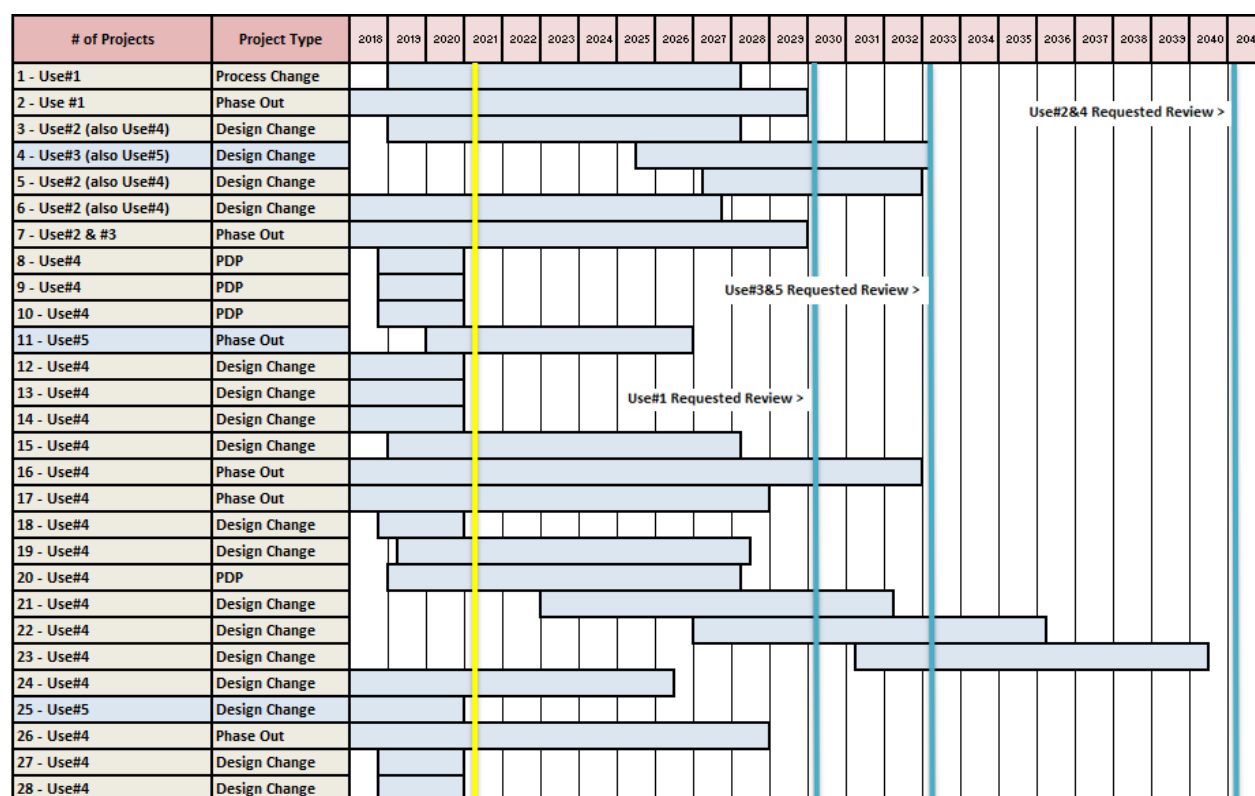 # of Projects Project Type 2018 2019 2020 2021 2022 2023 2024 2025 2026 2027 2028 2029 2030 2031 2032 2033 2034 2035 2036 2037 2038 2039 2040
1 - Use#1 Process Change
2 - Use #1 Phase Out
Use#2&4 Requested Review >
3 - Use#2 (also Use#4) Design Change
4 - Use#3 (also Use#5) Design Change
5 - Use#2 (also Use#4) Design Change
6 - Use#2 (also Use#4) Design Change
7 - Use#2 & #3 Phase Out
8 - Use#4 PDP
9 - Use#4 PDP
Use#3&5 Requested Review >
10 - Use#4 PDP
11 - Use#5 Phase Out
12 - Use#4 Design Change
13 - Use#4 Design Change
Use#1 Requested Review >
14 - Use#4 Design Change
15 - Use#4 Design Change
16 - Use#4 Phase Out
17 - Use#4 Phase Out
18 - Use#4 Design Change
19 - Use#4 Design Change
20 - Use#4 PDP
21 - Use#4 Design Change
22 - Use#4 Design Change
23 - Use#4 Design Change
24 - Use#4 Design Change
25 - Use#5 Design Change
26 - Use#4 Phase Out
27 - Use#4 Design Change
28 - Use#4 Design Change